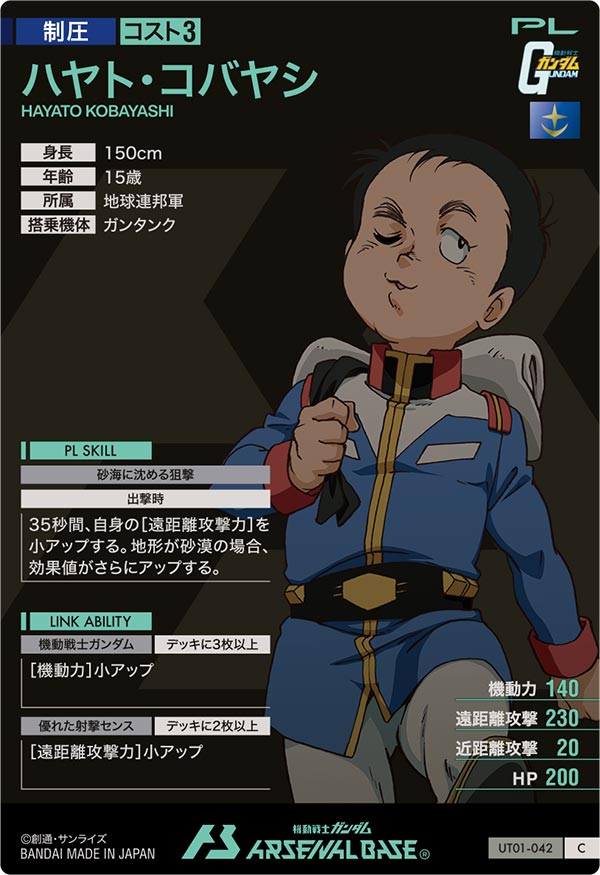 制圧 コスト3 PL
ハヤト・コバヤシ
HAYATO KOBAYASHI
機動戦士
ガンダム
GUNDAM
身長 150cm
年齢 15歳
所属 地球連邦軍
搭乗機体 ガンタンク
PL SKILL
砂海に沈める狙撃
出撃時
35秒間、自身の[遠距離攻撃力]を
小アップする。地形が砂漠の場合、
効果値がさらにアップする。
LINK ABILITY
機動戦士ガンダム デッキに3枚以上
[機動力]小アップ
優れた射撃センス デッキに2枚以上
[遠距離攻撃力]小アップ
機動力 140
遠距離攻撃 230
近距離攻撃 20
HP 200
©創通・サンライズ
BANDAI MADE IN JAPAN
機動戦士ガンダム
ARSENAL BASE®
UT01-042 C